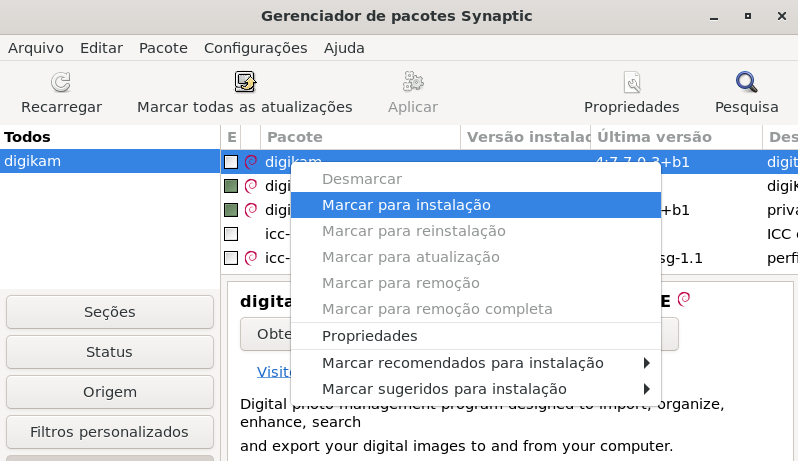 Gerenciador de pacotes Synaptic
Arquivo Editar Pacote Configurações Ajuda
Recarregar Marcar todas as atualizações Aplicar Propriedades Pesquisa
Todos
digikam
E Pacote Versão instalad Última versão Des
digikam 4:7.7.0-3+b1 digit
digi digiK
digi +b1 priva
icc- ICC
icc- sg-1.1 perfi
Desmarcar
Marcar para instalação
Marcar para reinstalação
Marcar para atualização
Marcar para remoção
Marcar para remoção completa
Propriedades
Marcar recomendados para instalação
Marcar sugeridos para instalação
Seções
Status
Origem
Filtros personalizados
digita E
Obte
Visite
Digital photo management program designed to import, organize,
enhance, search
and export your digital images to and from your computer.